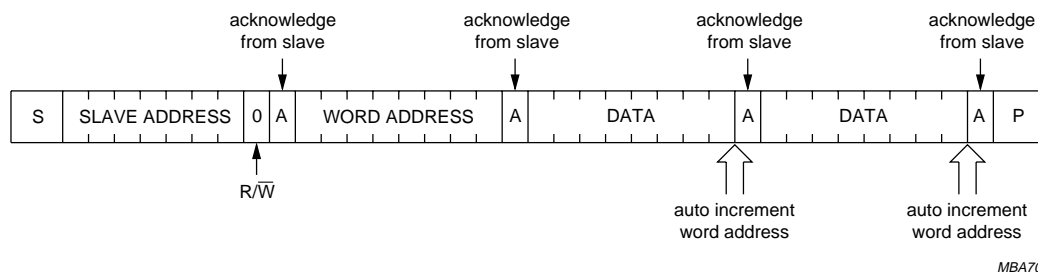 acknowledge
from slave
acknowledge
from slave
acknowledge
from slave
acknowledge
from slave
S SLAVE ADDRESS 0 A WORD ADDRESS A DATA A DATA A P
R/W̅
auto increment
word address
auto increment
word address
MBA70